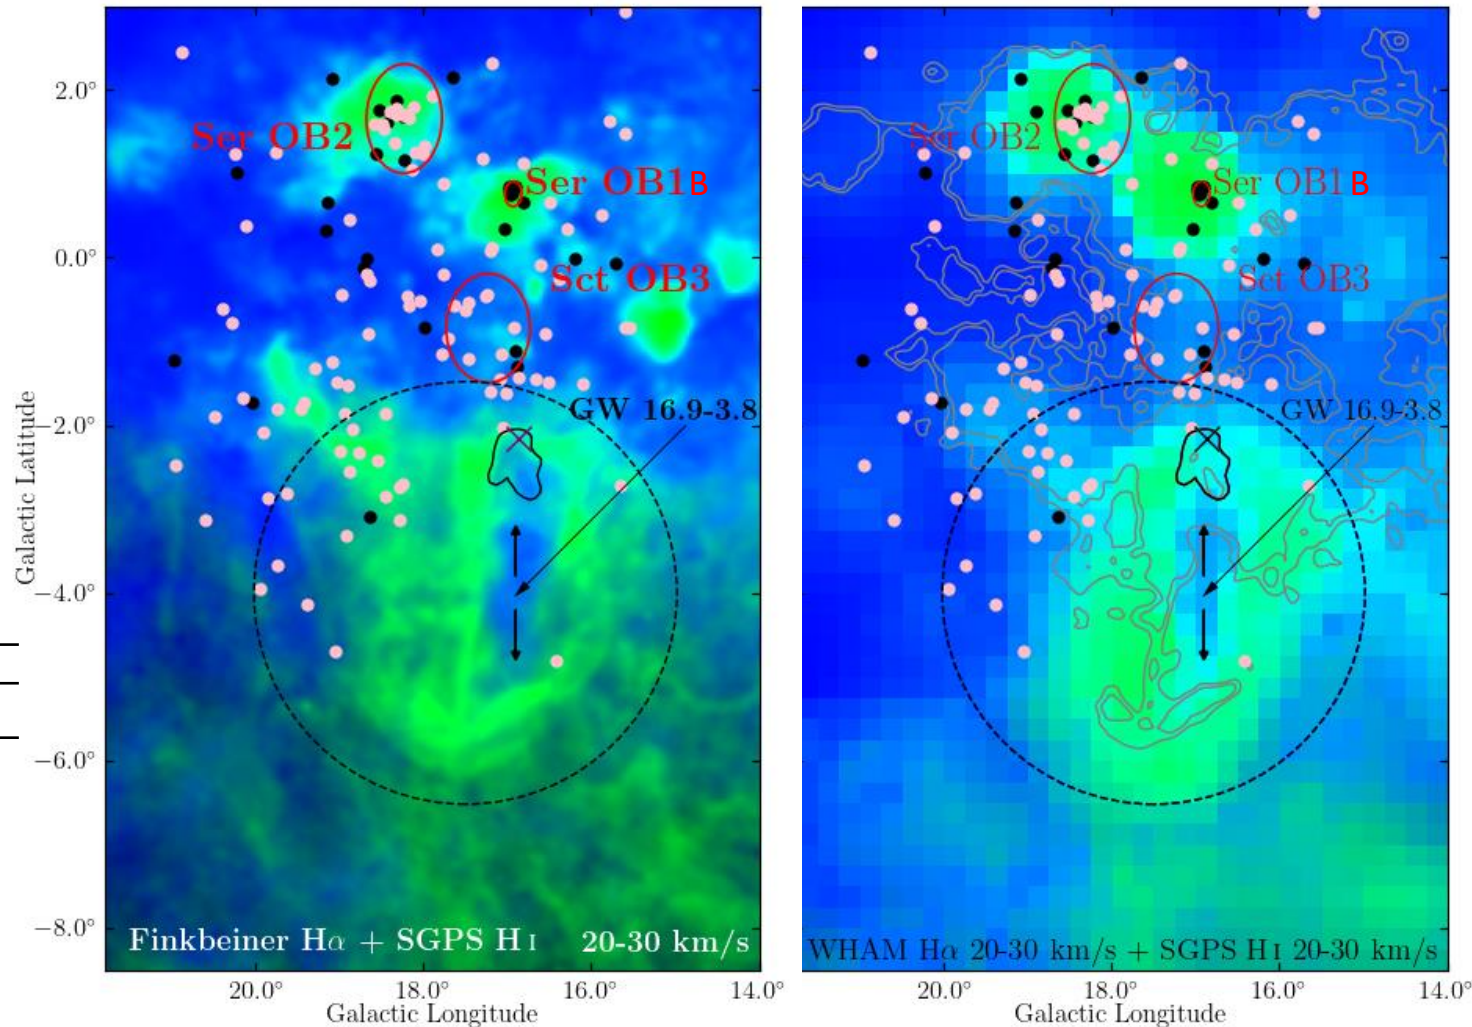 2.0°
0.0°
−2.0°
−4.0°
−6.0°
−8.0°
Galactic Latitude
Ser OB2
Ser OB1B
Sct OB3
GW 16.9-3.8
Finkbeiner Hα + SGPS H I 20-30 km/s
20.0° 18.0° 16.0° 14.0°
Galactic Longitude
Ser OB2
Ser OB1B
Sct OB3
GW 16.9-3.8
WHAM Hα 20-30 km/s + SGPS H I 20-30 km/s
20.0° 18.0° 16.0° 14.0°
Galactic Longitude